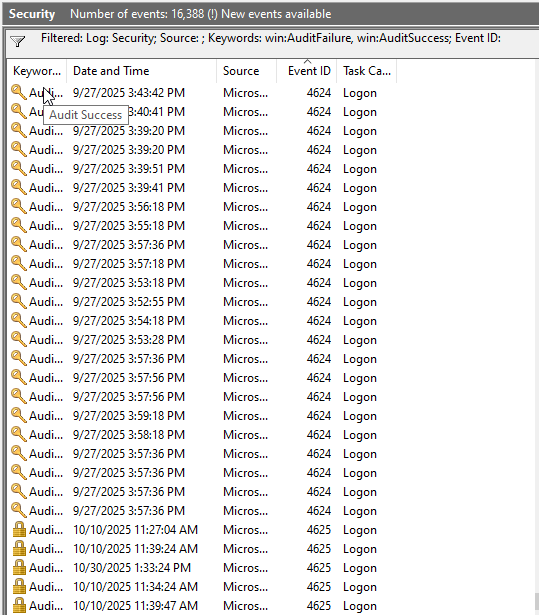 Security Number of events: 16,388 (!) New events available
Filtered: Log: Security; Source: ; Keywords: win:AuditFailure, win:AuditSuccess; Event ID:
Keywor... Date and Time Source Event ID Task Ca...
Audi... 9/27/2025 3:43:42 PM Micros... 4624 Logon
Au 3:40:41 PM Micros... 4624 Logon
Audit Success
Audi... 9/27/2025 3:39:20 PM Micros... 4624 Logon
Audi... 9/27/2025 3:39:20 PM Micros... 4624 Logon
Audi... 9/27/2025 3:39:51 PM Micros... 4624 Logon
Audi... 9/27/2025 3:39:41 PM Micros... 4624 Logon
Audi... 9/27/2025 3:56:18 PM Micros... 4624 Logon
Audi... 9/27/2025 3:55:18 PM Micros... 4624 Logon
Audi... 9/27/2025 3:57:36 PM Micros... 4624 Logon
Audi... 9/27/2025 3:57:18 PM Micros... 4624 Logon
Audi... 9/27/2025 3:53:18 PM Micros... 4624 Logon
Audi... 9/27/2025 3:52:55 PM Micros... 4624 Logon
Audi... 9/27/2025 3:54:18 PM Micros... 4624 Logon
Audi... 9/27/2025 3:53:28 PM Micros... 4624 Logon
Audi... 9/27/2025 3:57:36 PM Micros... 4624 Logon
Audi... 9/27/2025 3:57:56 PM Micros... 4624 Logon
Audi... 9/27/2025 3:57:56 PM Micros... 4624 Logon
Audi... 9/27/2025 3:59:18 PM Micros... 4624 Logon
Audi... 9/27/2025 3:58:18 PM Micros... 4624 Logon
Audi... 9/27/2025 3:57:36 PM Micros... 4624 Logon
Audi... 9/27/2025 3:57:36 PM Micros... 4624 Logon
Audi... 9/27/2025 3:57:36 PM Micros... 4624 Logon
Audi... 9/27/2025 3:57:36 PM Micros... 4624 Logon
Audi... 10/10/2025 11:27:04 AM Micros... 4625 Logon
Audi... 10/10/2025 11:39:24 AM Micros... 4625 Logon
Audi... 10/30/2025 1:33:24 PM Micros... 4625 Logon
Audi... 10/10/2025 11:34:24 AM Micros... 4625 Logon
Audi... 10/10/2025 11:39:47 AM Micros... 4625 Logon